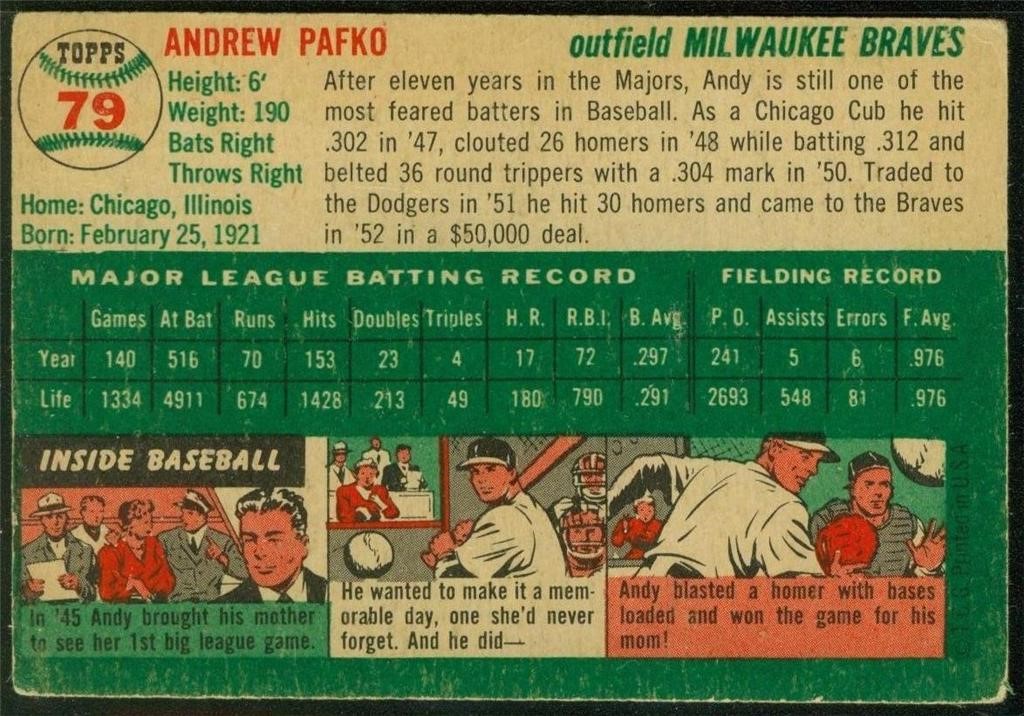 TOPPS
79
ANDREW PAFKO
outfield MILWAUKEE BRAVES
Height: 6'
Weight: 190
Bats Right
Throws Right
Home: Chicago, Illinois
Born: February 25, 1921
After eleven years in the Majors, Andy is still one of the
most feared batters in Baseball. As a Chicago Cub he hit
.302 in '47, clouted 26 homers in '48 while batting .312 and
belted 36 round trippers with a .304 mark in '50. Traded to
the Dodgers in '51 he hit 30 homers and came to the Braves
in '52 in a $50,000 deal.
MAJOR LEAGUE BATTING RECORD FIELDING RECORD
Games At Bat Runs Hits Doubles Triples H. R. R.B.I. B. Avg. P. O. Assists Errors F. Avg.
Year 140 516 70 153 23 4 17 72 .297 241 5 6 .976
Life 1334 4911 674 1428 213 49 180 790 .291 2693 548 81 .976
INSIDE BASEBALL
In '45 Andy brought his mother
to see her 1st big league game.
He wanted to make it a mem-
orable day, one she'd never
forget. And he did—
Andy blasted a homer with bases
loaded and won the game for his
mom!
© T.C.G. Printed in U.S.A.